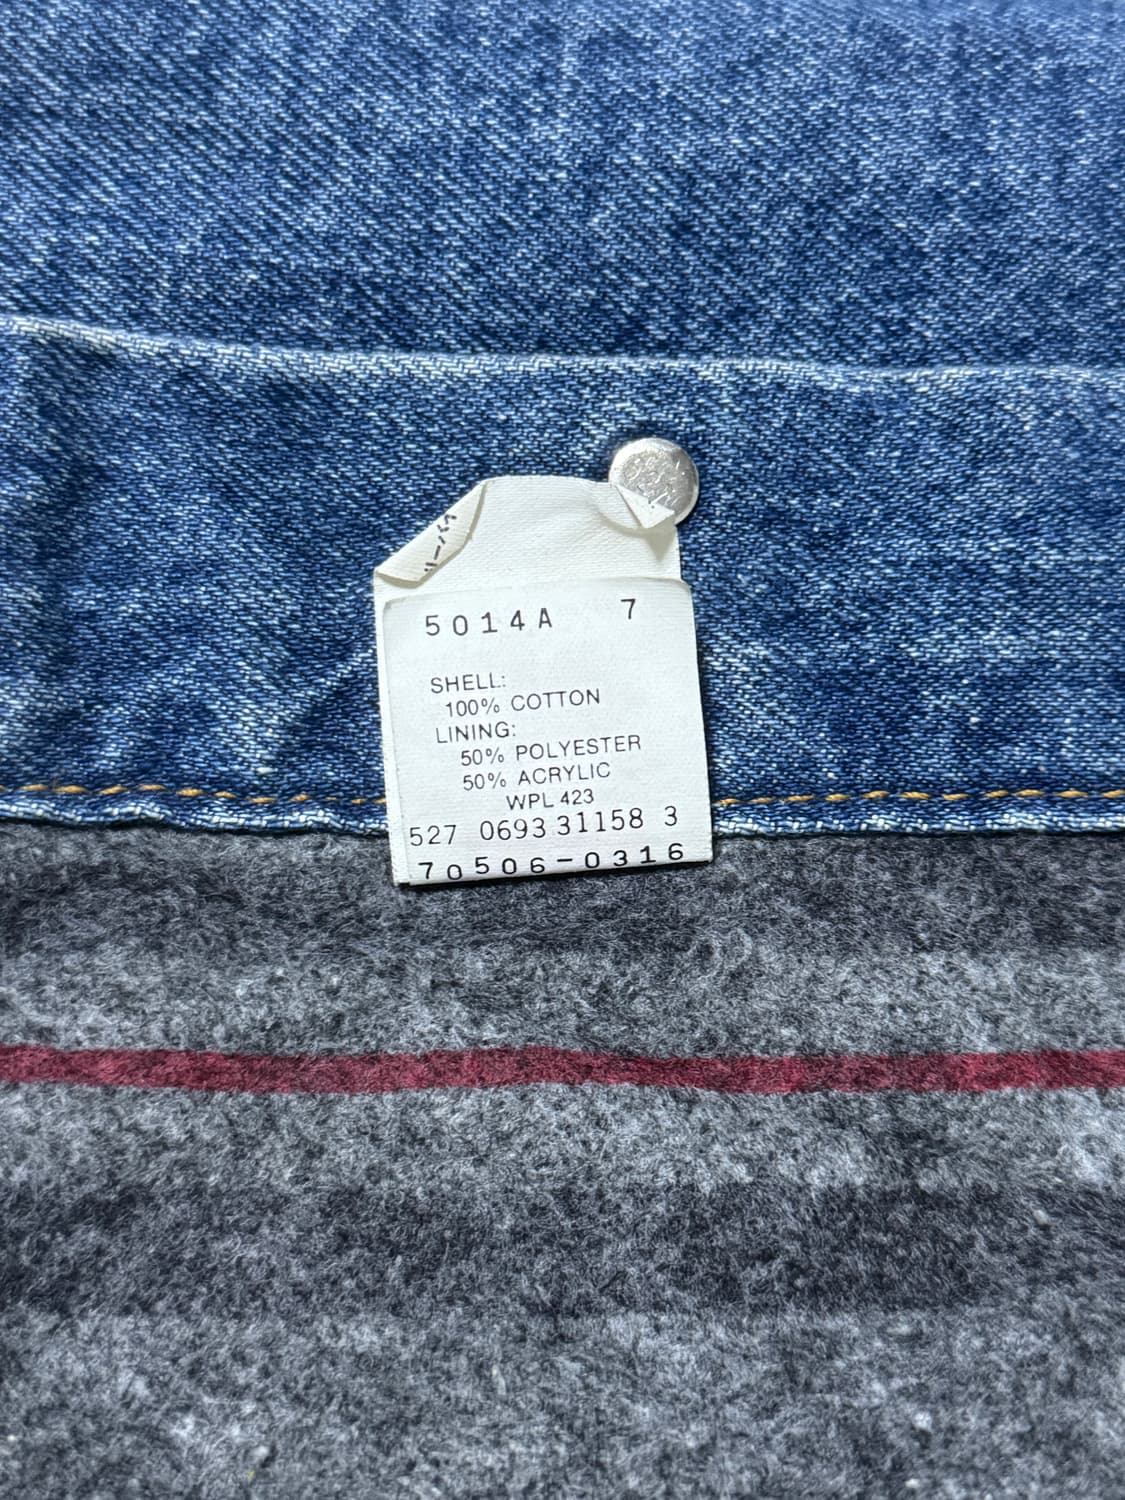 5014A 7
SHELL:
100% COTTON
LINING:
50% POLYESTER
50% ACRYLIC
WPL 423
527 0693 31158 3
70506-0316